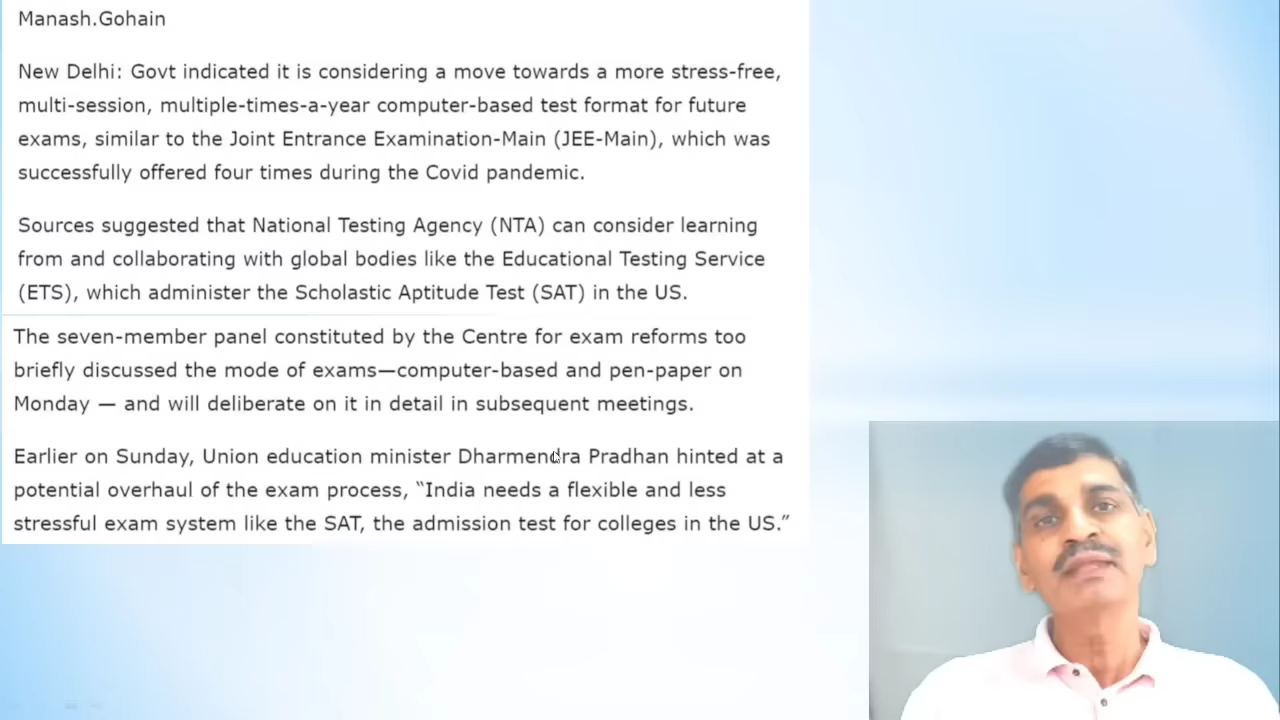 Manash.Gohain
New Delhi: Govt indicated it is considering a move towards a more stress-free,
multi-session, multiple-times-a-year computer-based test format for future
exams, similar to the Joint Entrance Examination-Main (JEE-Main), which was
successfully offered four times during the Covid pandemic.
Sources suggested that National Testing Agency (NTA) can consider learning
from and collaborating with global bodies like the Educational Testing Service
(ETS), which administer the Scholastic Aptitude Test (SAT) in the US.
The seven-member panel constituted by the Centre for exam reforms too
briefly discussed the mode of exams—computer-based and pen-paper on
Monday — and will deliberate on it in detail in subsequent meetings.
Earlier on Sunday, Union education minister Dharmendra Pradhan hinted at a
potential overhaul of the exam process, “India needs a flexible and less
stressful exam system like the SAT, the admission test for colleges in the US.”